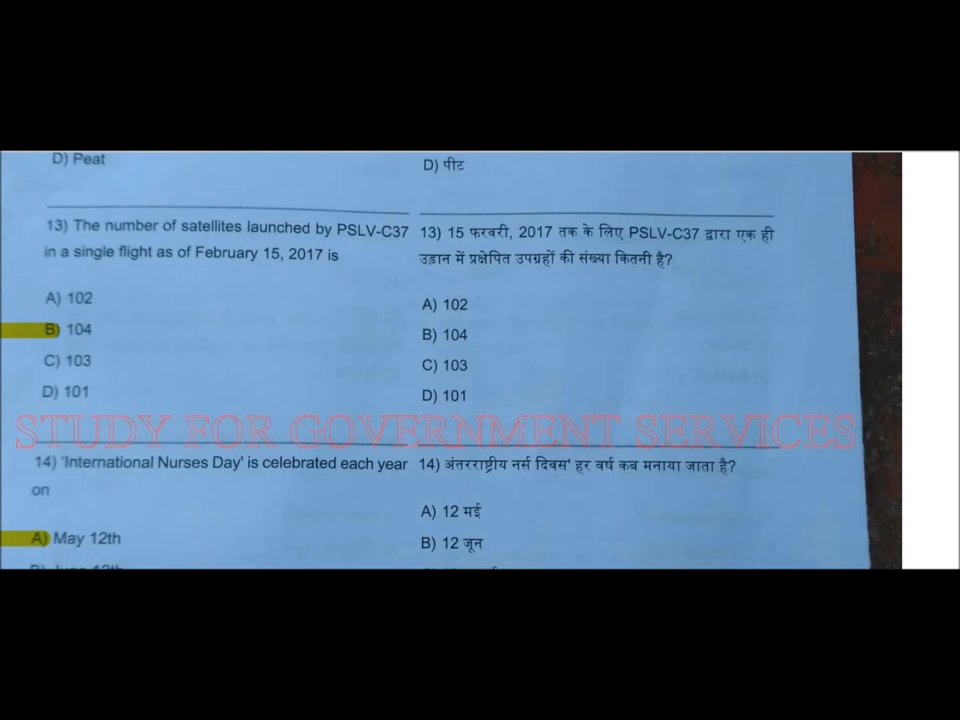 D) Peat
13) The number of satellites launched by PSLV-C37
in a single flight as of February 15, 2017 is
A) 102
B) 104
C) 103
D) 101
D) पीट
13) 15 फरवरी, 2017 तक के लिए PSLV-C37 द्वारा एक ही
उड़ान में प्रक्षेपित उपग्रहों की संख्या कितनी है?
A) 102
B) 104
C) 103
D) 101
STUDY FOR GOVERNMENT SERVICES
14) 'International Nurses Day' is celebrated each year
on
A) May 12th
14) अंतरराष्ट्रीय नर्स दिवस' हर वर्ष कब मनाया जाता है?
A) 12 मई
B) 12 जून